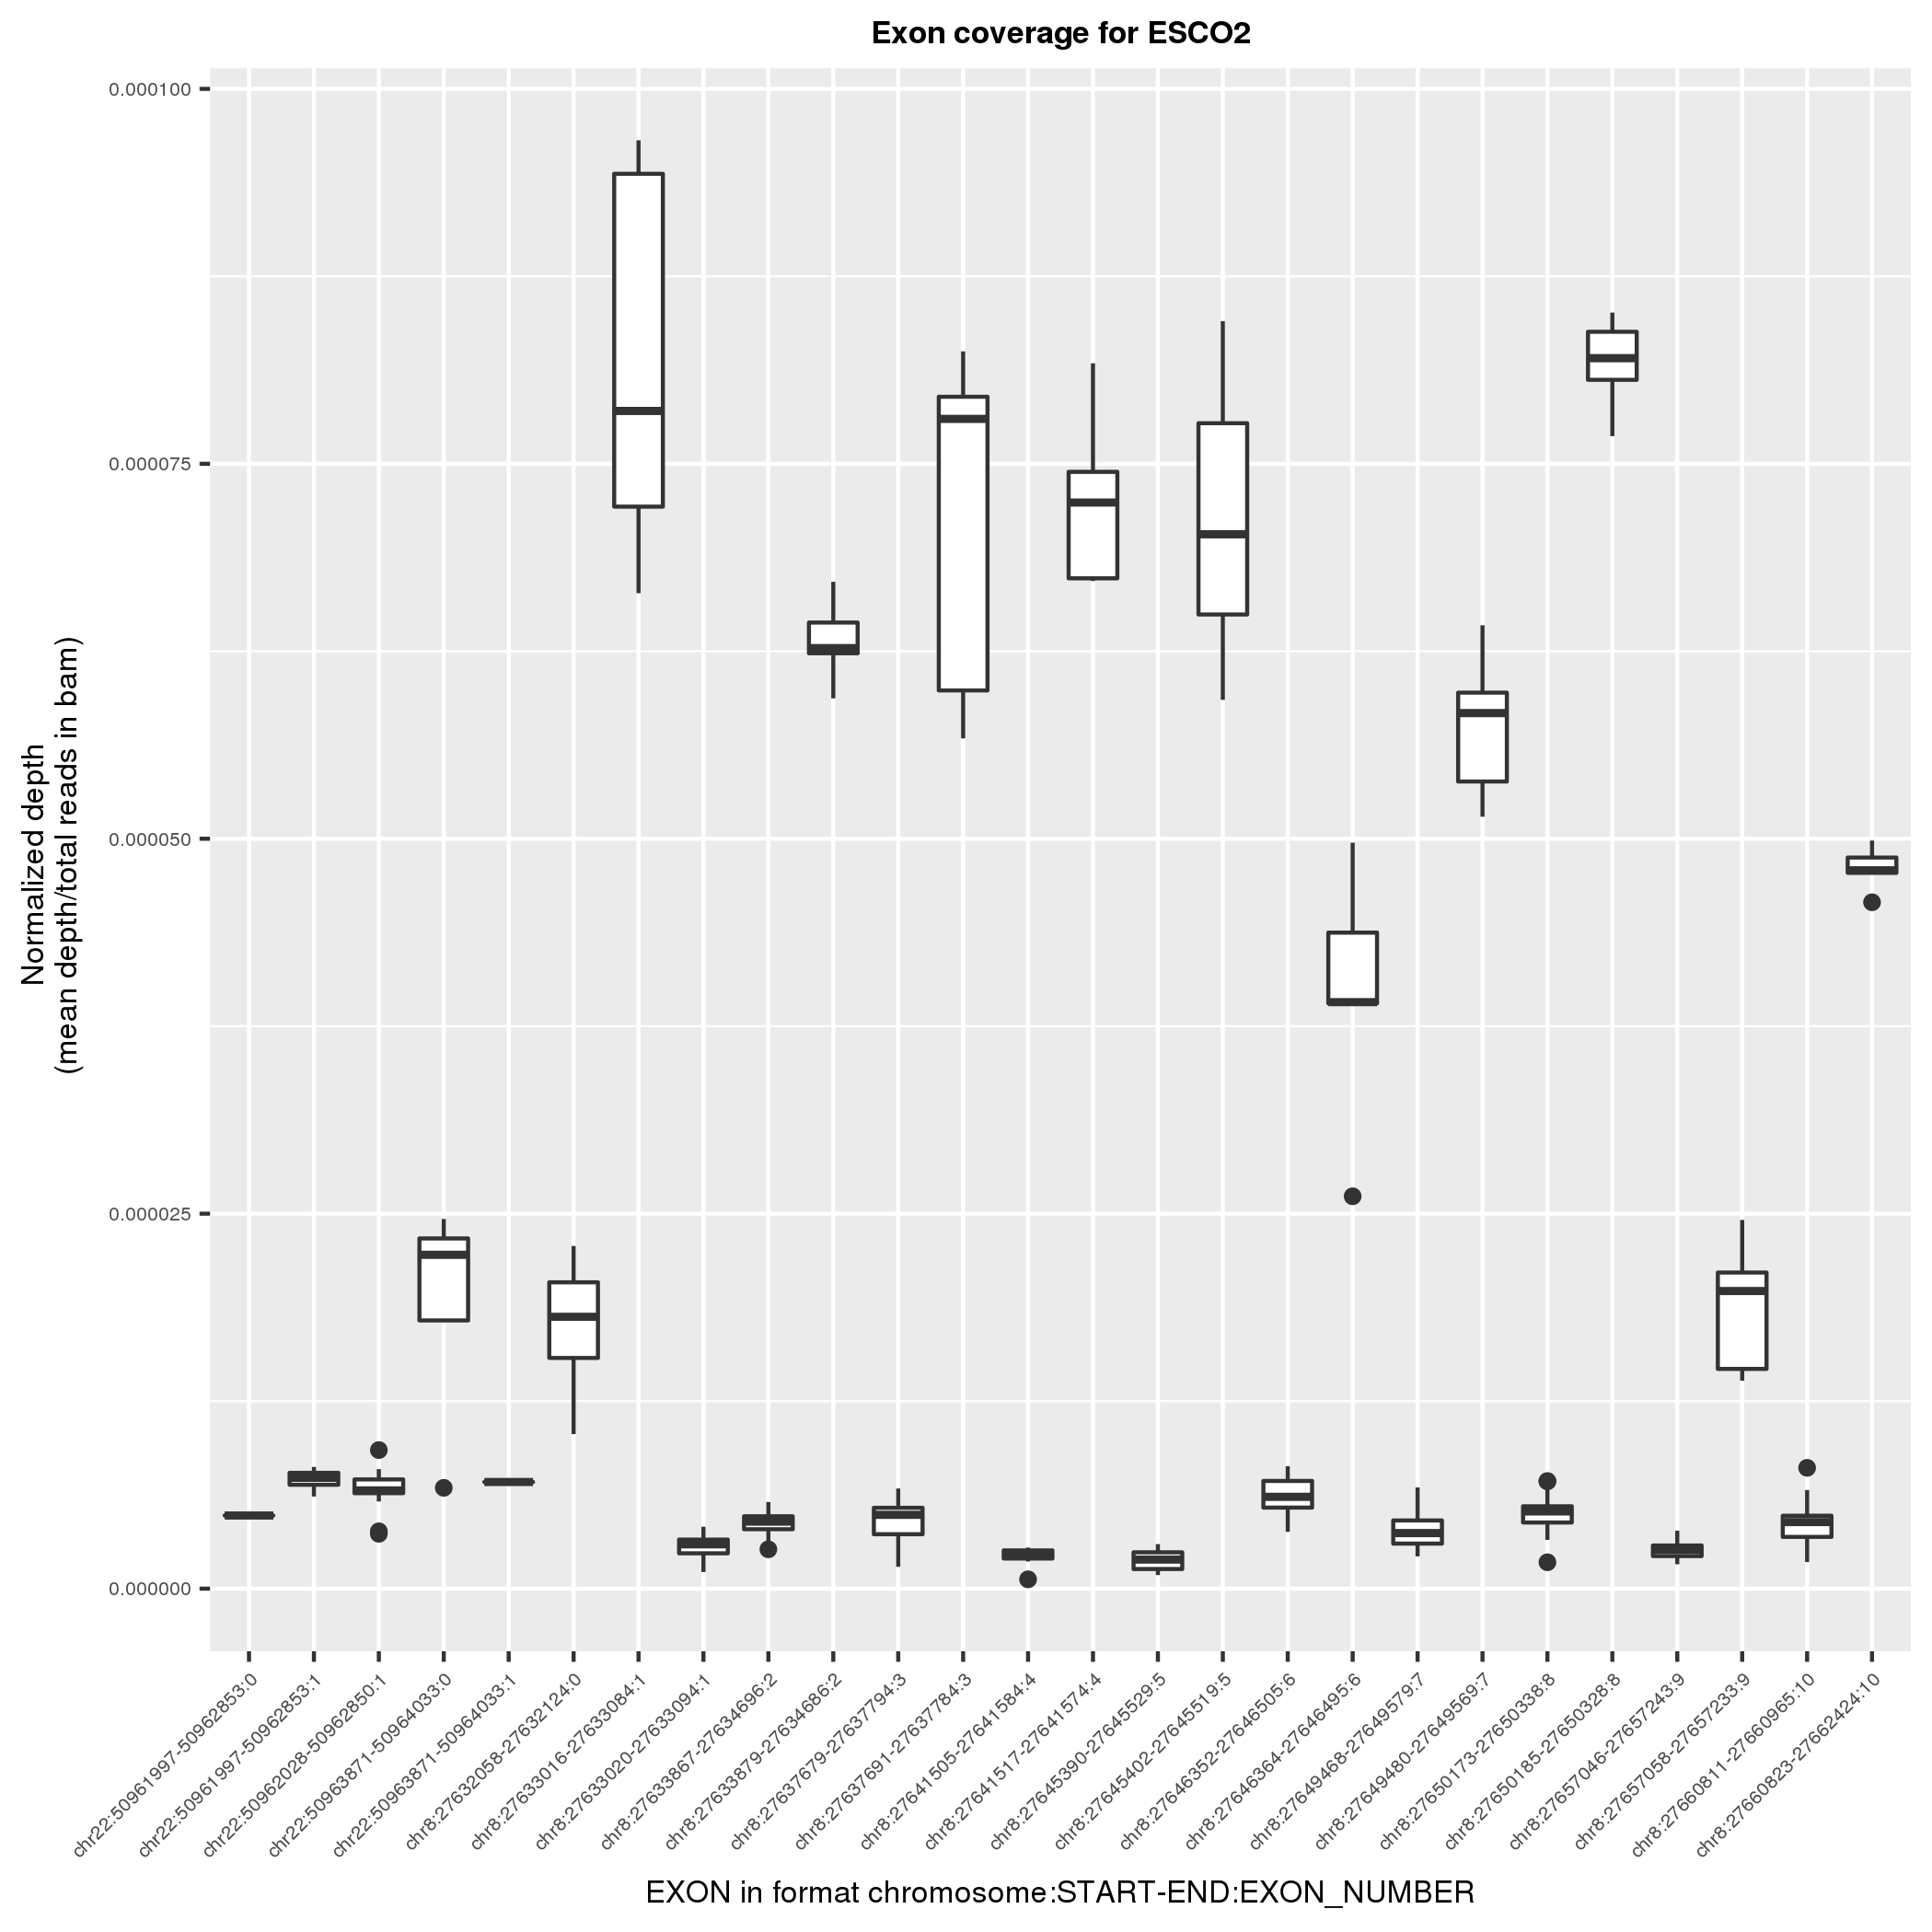 Exon coverage for ESCO2
0.000100
0.000075
0.000050
0.000025
0.000000
Normalized depth
(mean depth/total reads in bam)
chr22:50961997-50962853:0
chr22:50961997-50962853:1
chr22:50962028-50962850:1
chr22:50963871-50964033:0
chr22:50963871-50964033:1
chr8:27632058-27632124:0
chr8:27633016-27633084:1
chr8:27633020-27633094:1
chr8:27633867-27634696:2
chr8:27633879-27634686:2
chr8:27637679-27637794:3
chr8:27637691-27637784:3
chr8:27641505-27641584:4
chr8:27641517-27641574:4
chr8:27645390-27645529:5
chr8:27645402-27645519:5
chr8:27646352-27646505:6
chr8:27646364-27646495:6
chr8:27649468-27649579:7
chr8:27649480-27649569:7
chr8:27650173-27650338:8
chr8:27650185-27650328:8
chr8:27657046-27657243:9
chr8:27657058-27657233:9
chr8:27660811-27660965:10
chr8:27660823-27662424:10
EXON in format chromosome:START-END:EXON_NUMBER